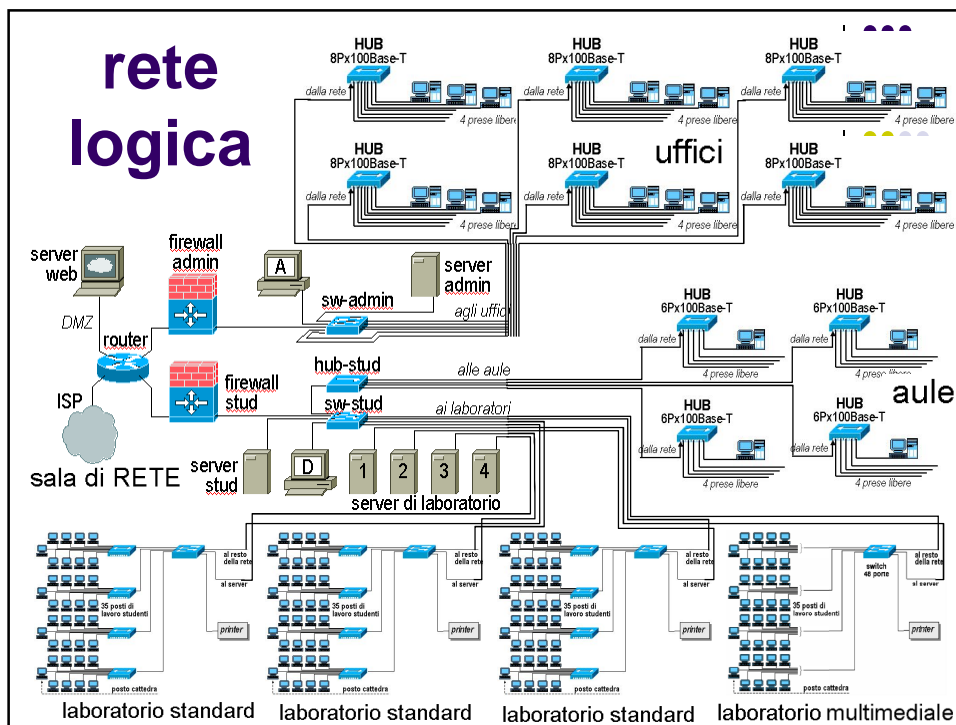 rete
logica
HUB
8Px100Base-T
dalla rete
4 prese libere
HUB
8Px100Base-T
dalla rete
4 prese libere
HUB
8Px100Base-T
dalla rete
4 prese libere
uffici
HUB
8Px100Base-T
dalla rete
4 prese libere
HUB
8Px100Base-T
dalla rete
4 prese libere
HUB
8Px100Base-T
dalla rete
4 prese libere
server
web
firewall
admin
A
server
admin
sw-admin
agli uffici
DMZ
router
HUB
6Px100Base-T
dalla rete
4 prese libere
HUB
6Px100Base-T
dalla rete
4 prese libere
aule
HUB
6Px100Base-T
dalla rete
4 prese libere
HUB
6Px100Base-T
dalla rete
4 prese libere
hub-stud
alle aule
firewall
stud
sw-stud
ai laboratori
ISP
sala di RETE
server
stud
D
1
2
3
4
server di laboratorio
al resto
della rete
al server
35 posti di
lavoro studenti
printer
posto cattedra
laboratorio standard
al resto
della rete
al server
35 posti di
lavoro studenti
printer
posto cattedra
laboratorio standard
al resto
della rete
al server
35 posti di
lavoro studenti
printer
posto cattedra
laboratorio standard
al resto
della rete
switch
48 porte
al server
35 posti di
lavoro studenti
printer
posto cattedra
laboratorio multimediale